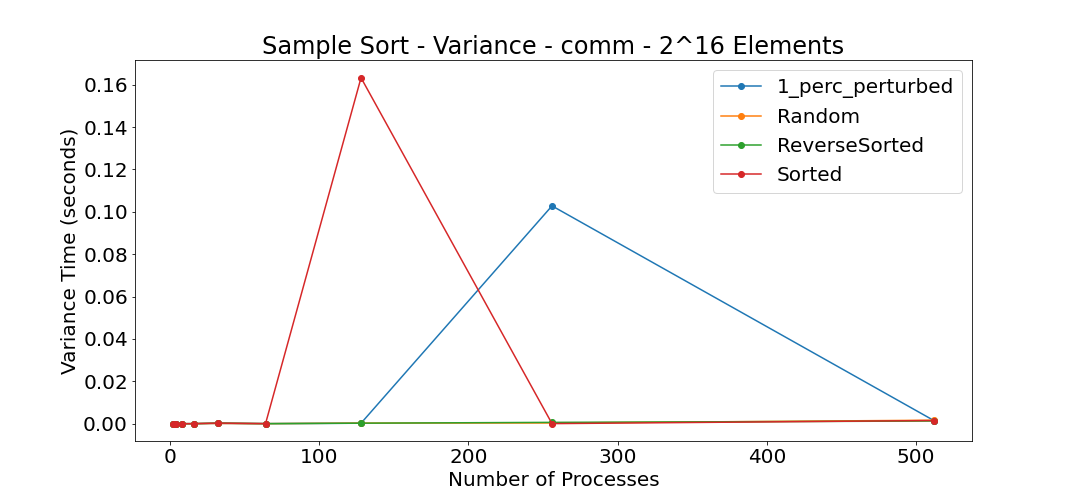 Sample Sort - Variance - comm - 2^16 Elements
Variance Time (seconds)
0.16
0.14
0.12
0.10
0.08
0.06
0.04
0.02
0.00
1_perc_perturbed
Random
ReverseSorted
Sorted
0 100 200 300 400 500
Number of Processes